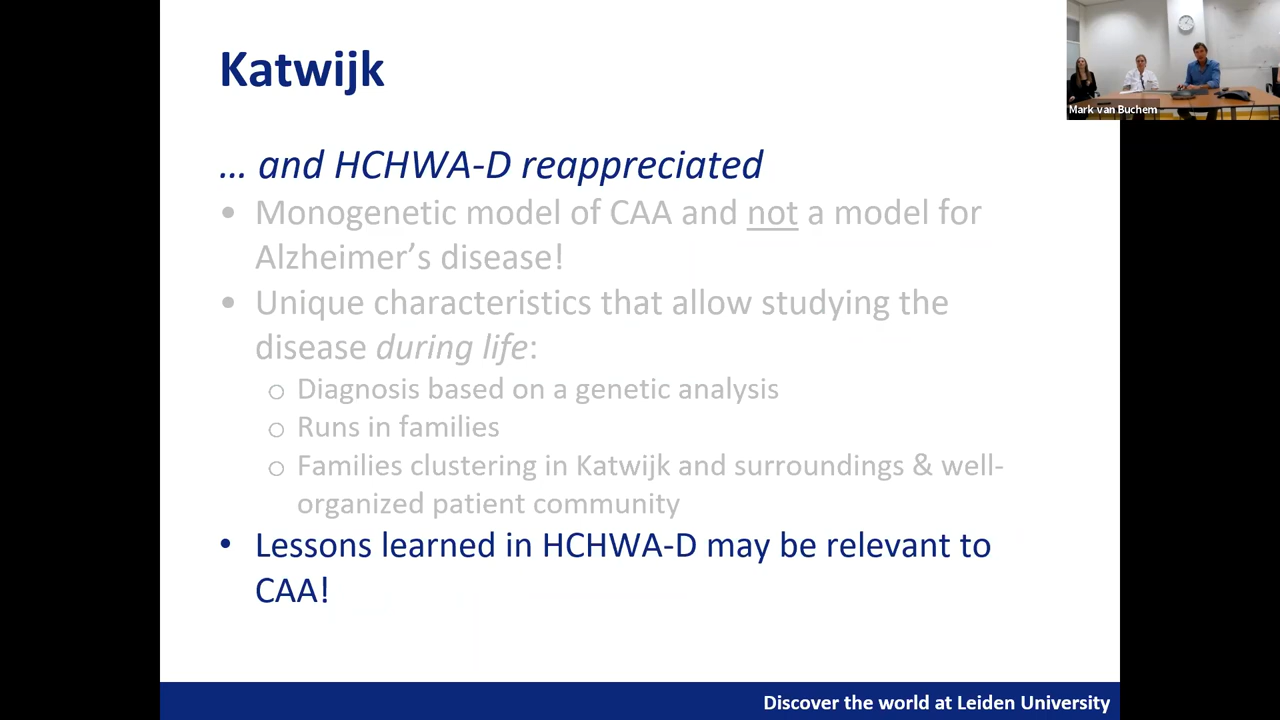 Katwijk
Mark van Buchem
... and HCHWA-D reappreciated
• Monogenetic model of CAA and not a model for
Alzheimer's disease!
• Unique characteristics that allow studying the
disease during life:
o Diagnosis based on a genetic analysis
o Runs in families
o Families clustering in Katwijk and surroundings & well-
organized patient community
• Lessons learned in HCHWA-D may be relevant to
CAA!
Discover the world at Leiden University